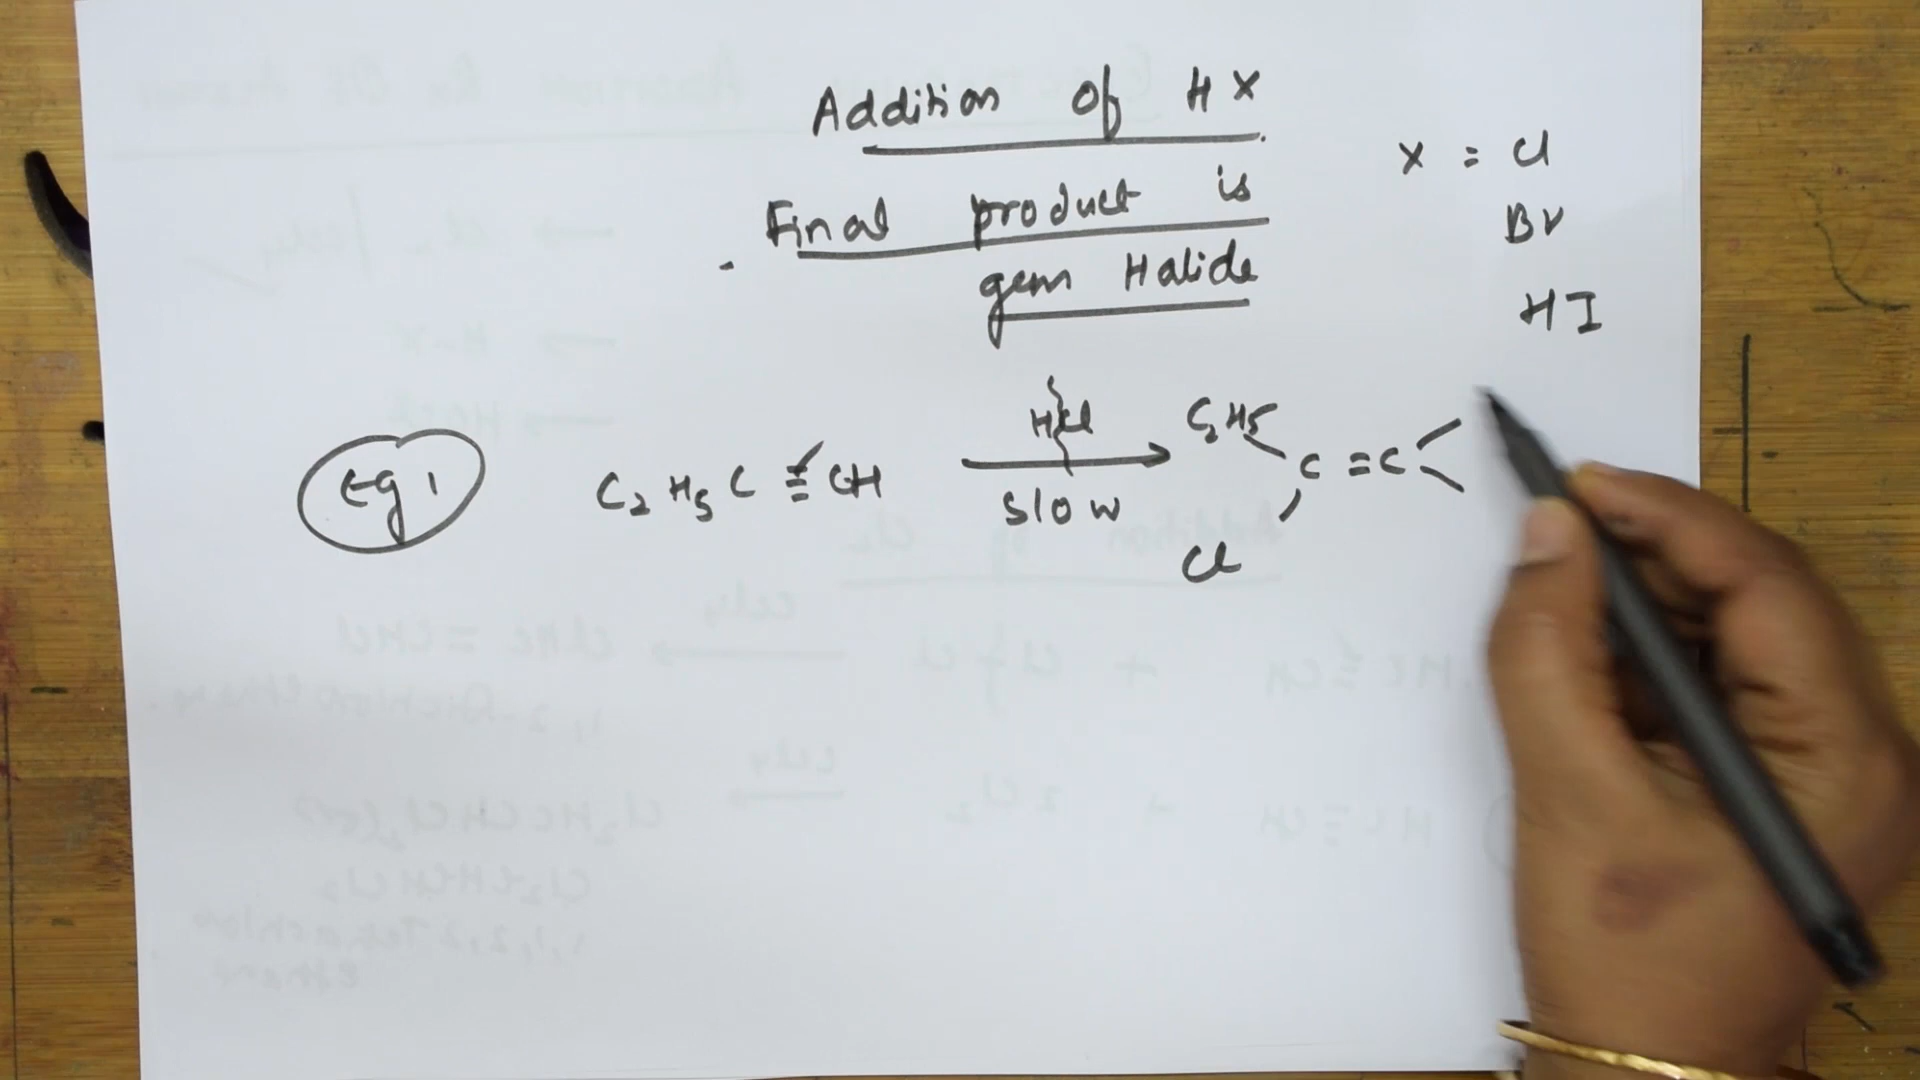 Addition of HX
X = Cl
Final product is
Br
gem Halide
HI
Eg 1
C2H5C ≡ CH
HCl
slow
C2H5
C = C
Cl